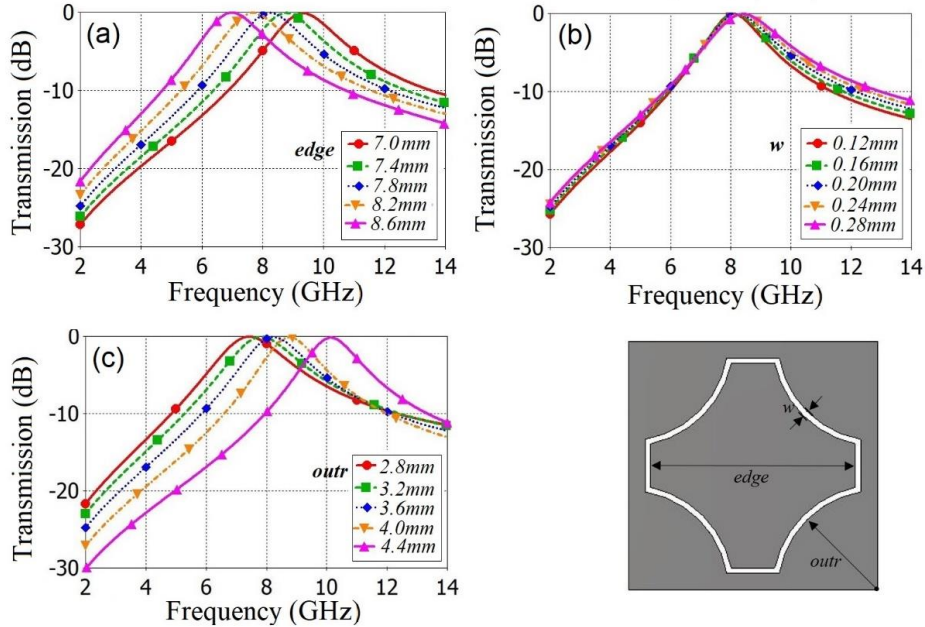 (a)
Transmission (dB)
0
-10
-20
-30
edge
7.0mm
7.4mm
7.8mm
8.2mm
8.6mm
2 4 6 8 10 12 14
Frequency (GHz)
(b)
Transmission (dB)
0
-10
-20
-30
w
0.12mm
0.16mm
0.20mm
0.24mm
0.28mm
2 4 6 8 10 12 14
Frequency (GHz)
(c)
Transmission (dB)
0
-10
-20
-30
outr
2.8mm
3.2mm
3.6mm
4.0mm
4.4mm
2 4 6 8 10 12 14
Frequency (GHz)
w
edge
outr